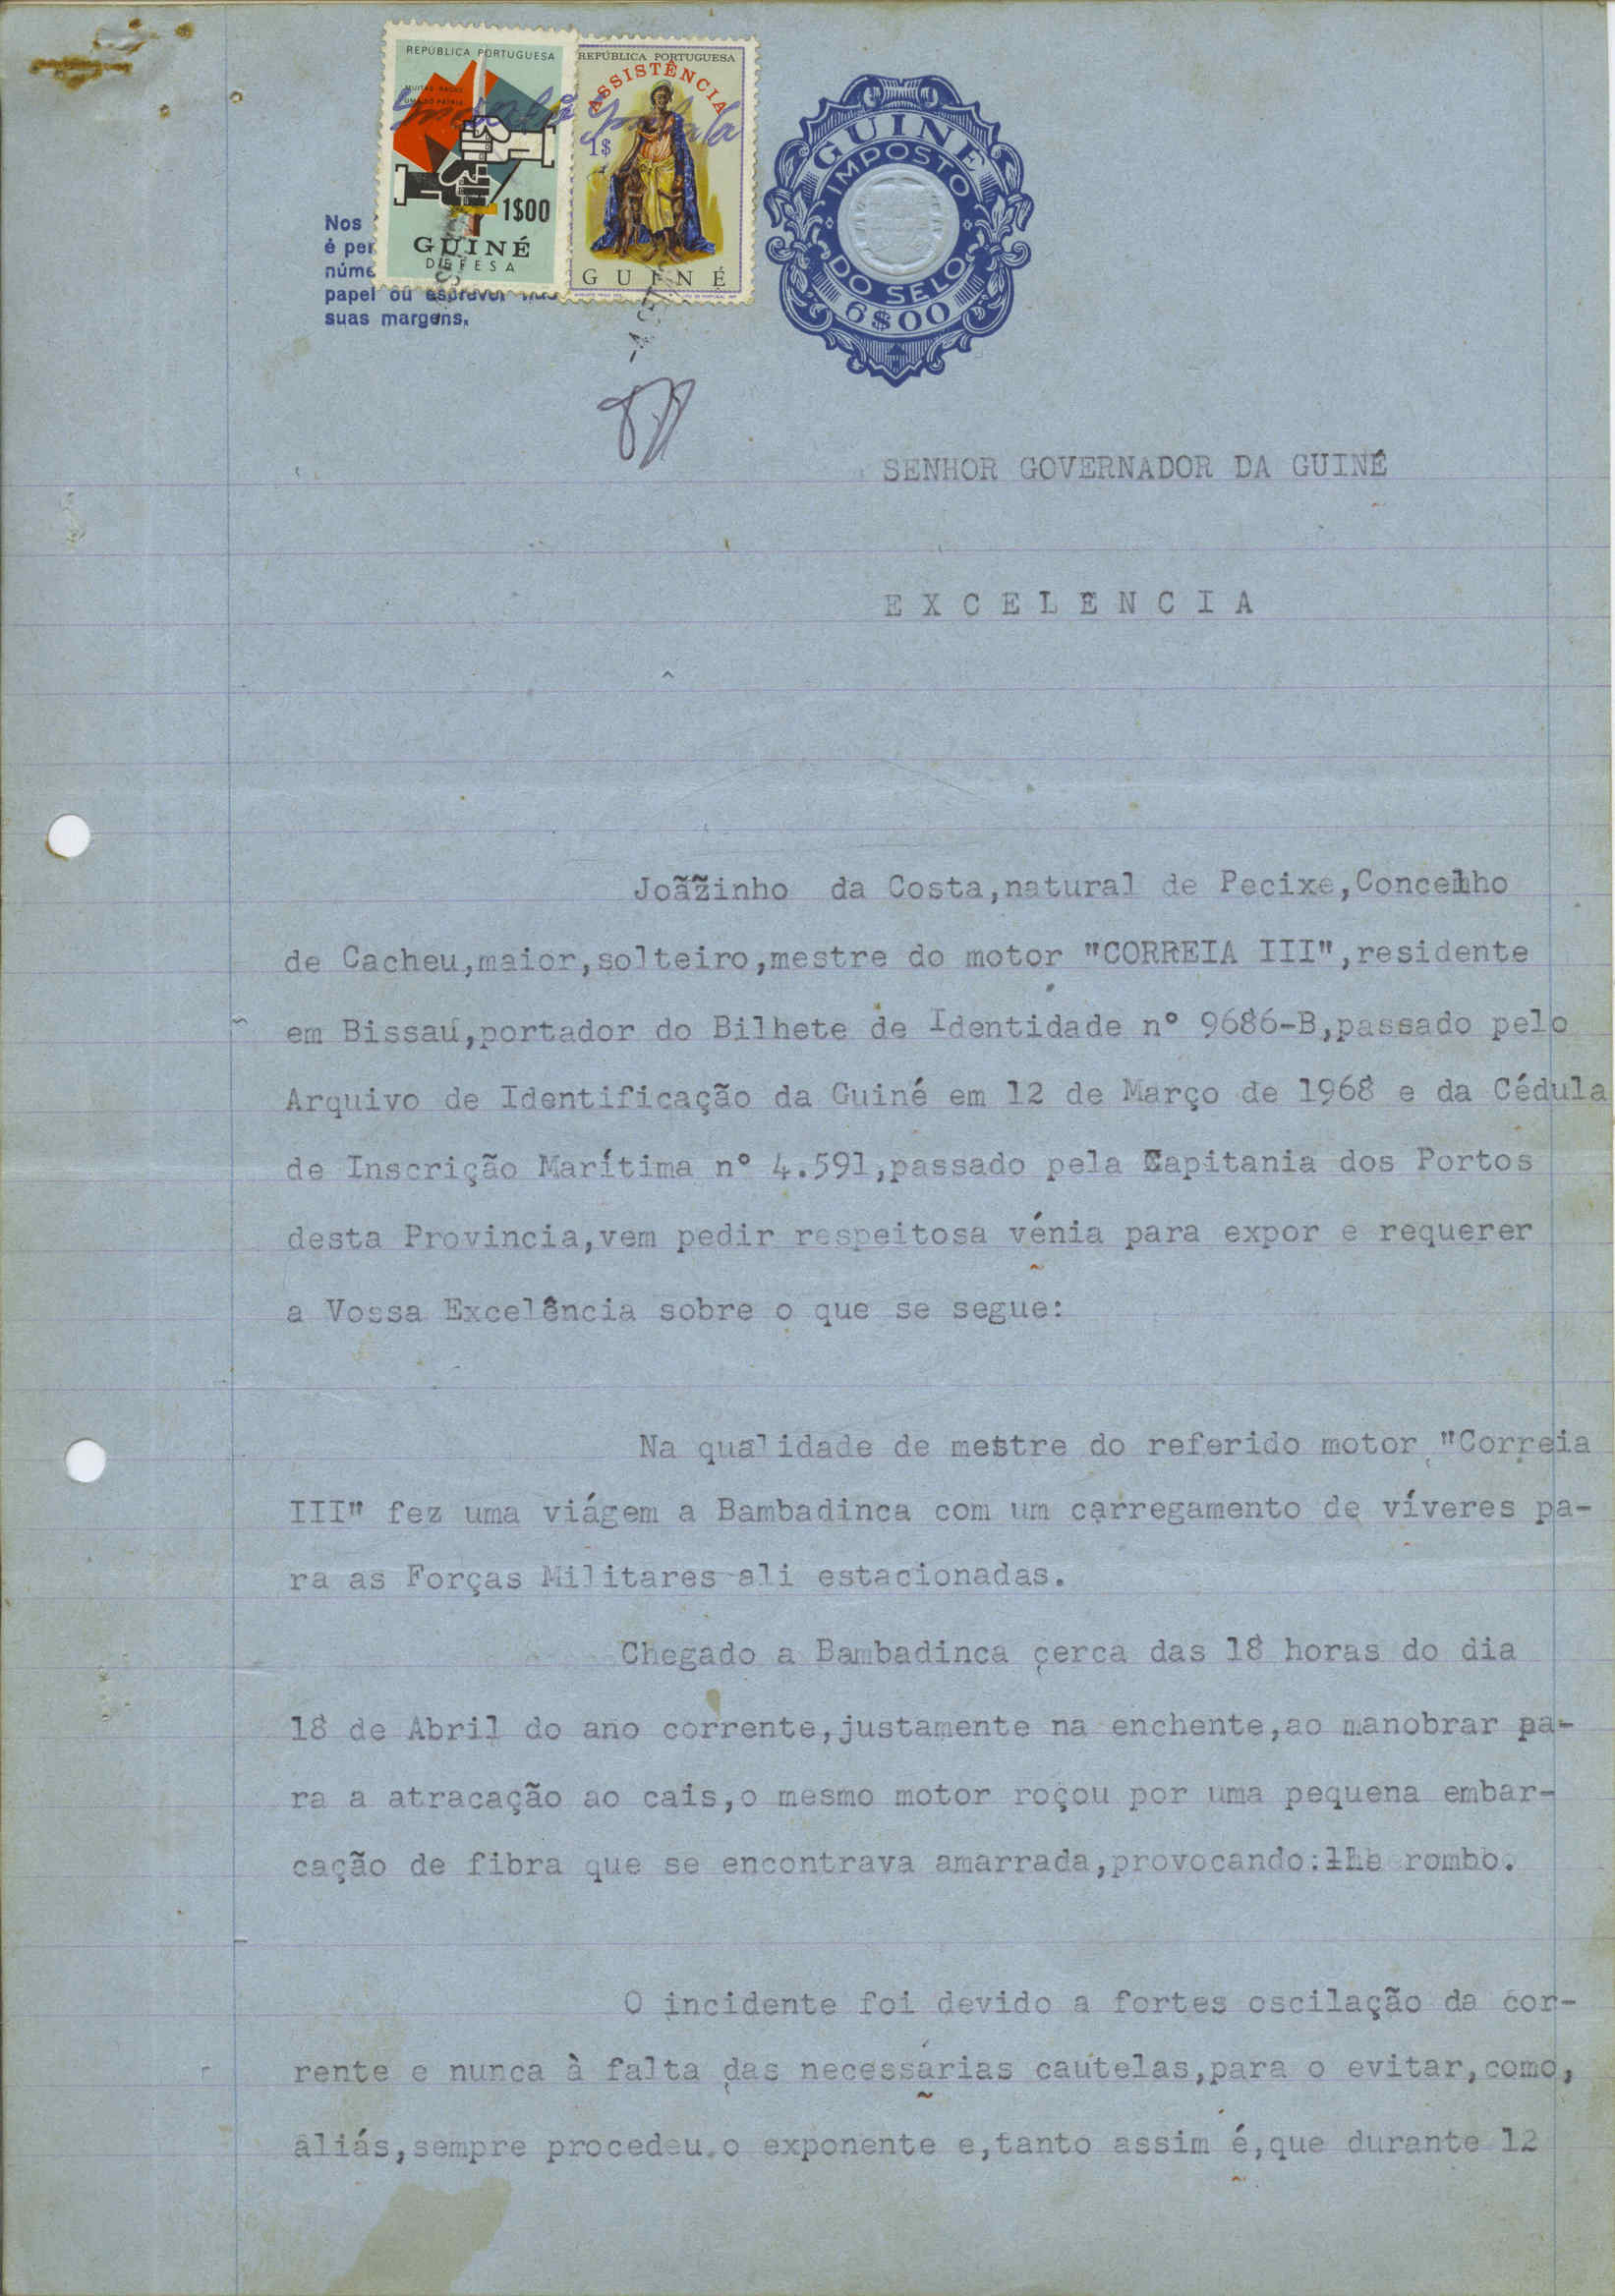 REPÚBLICA PORTUGUESA
MUITAS RAÇAS
UMA SÓ PÁTRIA
1$00
GUINÉ
DEFESA
REPÚBLICA PORTUGUESA
ASSISTÊNCIA
1$
GUINÉ
GUINÉ
IMPOSTO
DO SELO
6$00
Nos
é per
núme
papel ou escrever nas
suas margens.
SENHOR GOVERNADOR DA GUINÉ
E X C E L E N C I A
Joãzinho da Costa,natural de Pecixe,Concelho
de Cacheu,maior,solteiro,mestre do motor "CORREIA III",residente
em Bissau,portador do Bilhete de Identidade nº 9686-B,passado pelo
Arquivo de Identificação da Guiné em 12 de Março de 1968 e da Cédula
de Inscrição Marítima nº 4.591,passado pela Capitania dos Portos
desta Provincia,vem pedir respeitosa vénia para expor e requerer
a Vossa Excelência sobre o que se segue:
Na qualidade de mestre do referido motor "Correia
III" fez uma viágem a Bambadinca com um carregamento de víveres pa-
ra as Forças Militares ali estacionadas.
Chegado a Bambadinca cerca das 18 horas do dia
18 de Abril do ano corrente,justamente na enchente,ao manobrar pa-
ra a atracação ao cais,o mesmo motor roçou por uma pequena embar-
cação de fibra que se encontrava amarrada,provocando:lhe rombo.
O incidente foi devido a fortes oscilação da cor-
rente e nunca à falta das necessárias cautelas,para o evitar,como,
aliás,sempre procedeu.o exponente e,tanto assim é,que durante 12